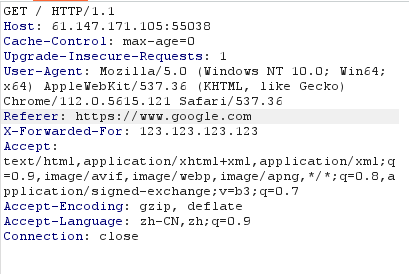 GET / HTTP/1.1
Host: 61.147.171.105:55038
Cache-Control: max-age=0
Upgrade-Insecure-Requests: 1
User-Agent: Mozilla/5.0 (Windows NT 10.0; Win64;
x64) AppleWebKit/537.36 (KHTML, like Gecko)
Chrome/112.0.5615.121 Safari/537.36
Referer: https://www.google.com
X-Forwarded-For: 123.123.123.123
Accept:
text/html,application/xhtml+xml,application/xml;q
=0.9,image/avif,image/webp,image/apng,*/*;q=0.8,a
pplication/signed-exchange;v=b3;q=0.7
Accept-Encoding: gzip, deflate
Accept-Language: zh-CN,zh;q=0.9
Connection: close